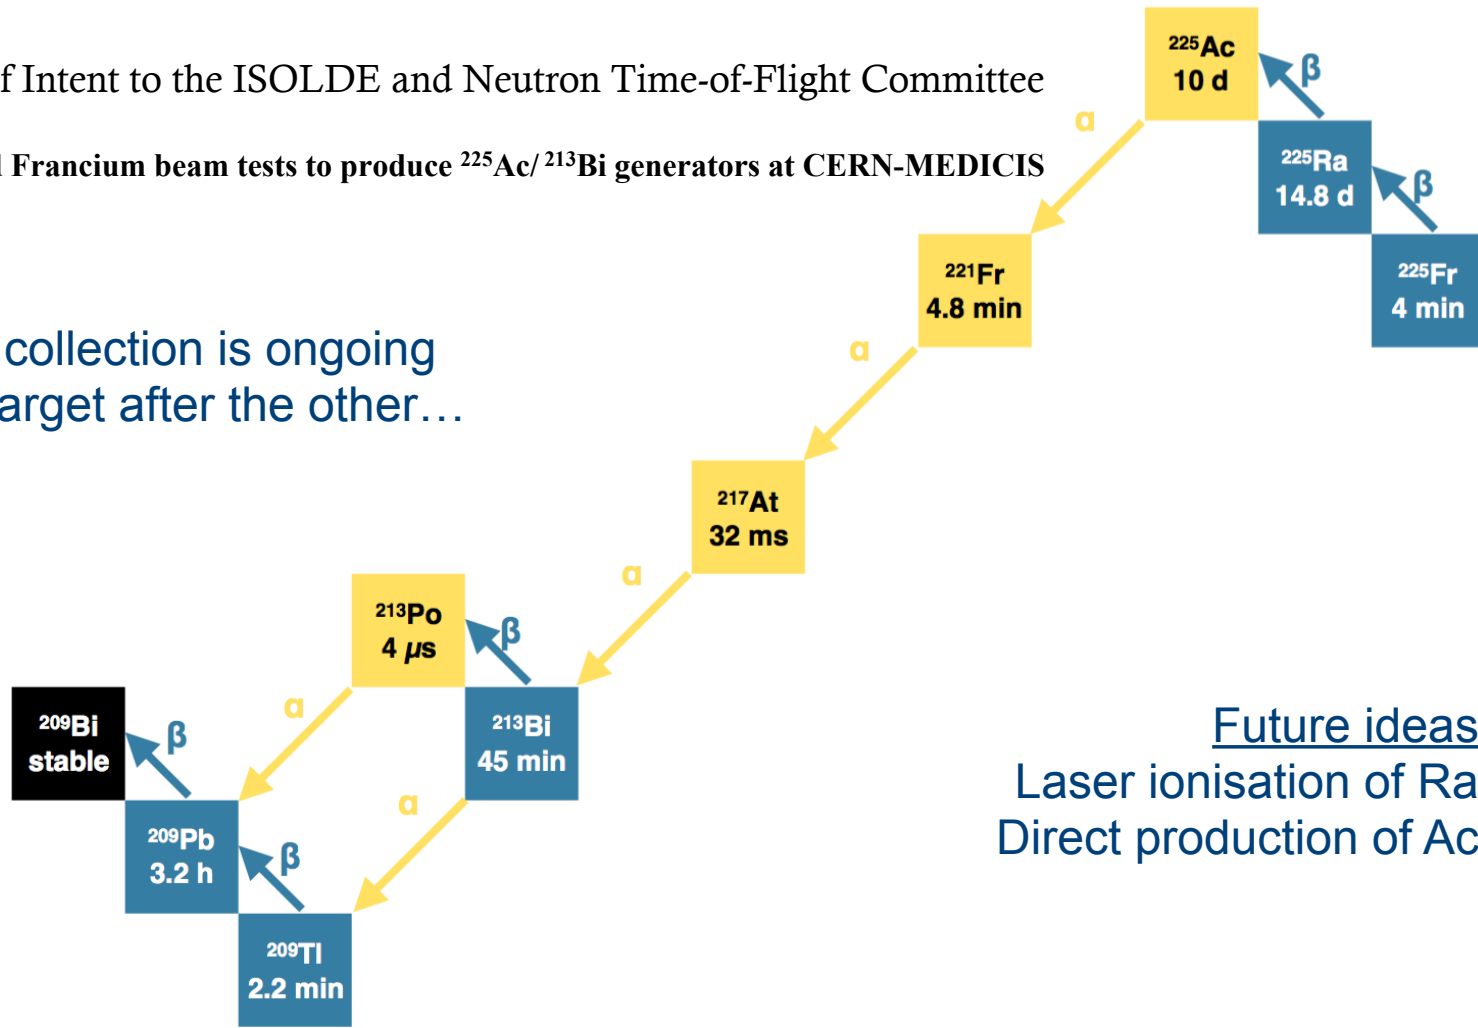 f Intent to the ISOLDE and Neutron Time-of-Flight Committee
Francium beam tests to produce ²²⁵Ac/ ²¹³Bi generators at CERN-MEDICIS
collection is ongoing
arget after the other…
²²⁵Ac
10 d
β
α
²²⁵Ra
14.8 d
β
²²¹Fr
4.8 min
²²⁵Fr
4 min
α
²¹⁷At
32 ms
α
²¹³Po
4 µs
β
α
²⁰⁹Bi
stable
β
²¹³Bi
45 min
α
²⁰⁹Pb
3.2 h
β
²⁰⁹Tl
2.2 min
Future ideas
Laser ionisation of Ra
Direct production of Ac